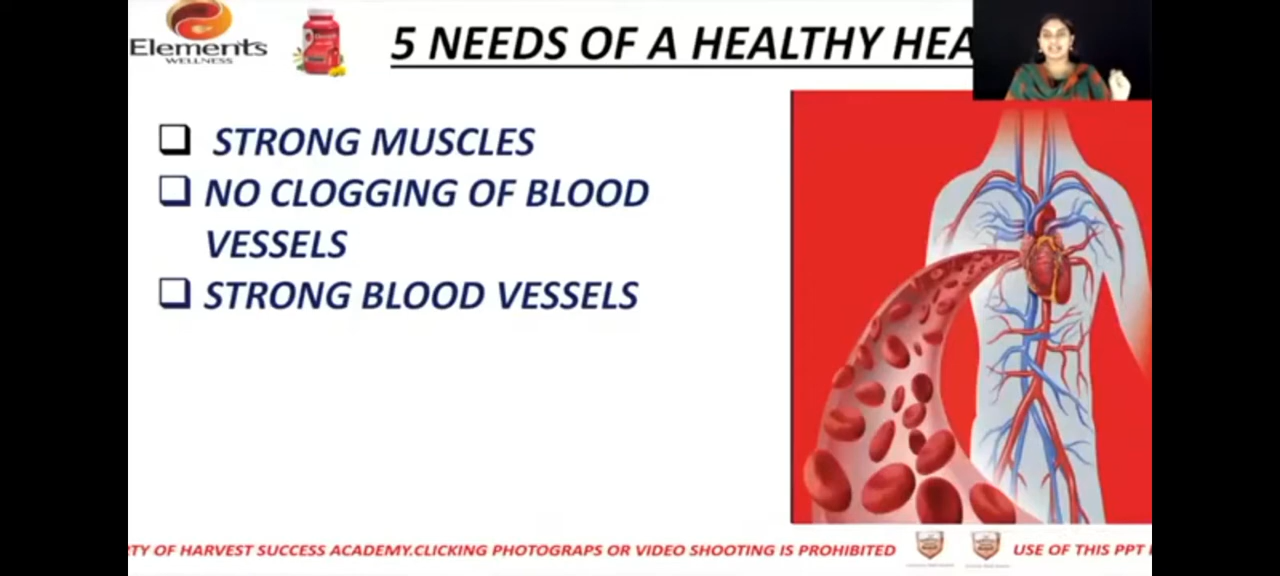 Elements
WELLNESS
5 NEEDS OF A HEALTHY HEA
STRONG MUSCLES
NO CLOGGING OF BLOOD
VESSELS
STRONG BLOOD VESSELS
RTY OF HARVEST SUCCESS ACADEMY.CLICKING PHOTOGRAPS OR VIDEO SHOOTING IS PROHIBITED USE OF THIS PPT